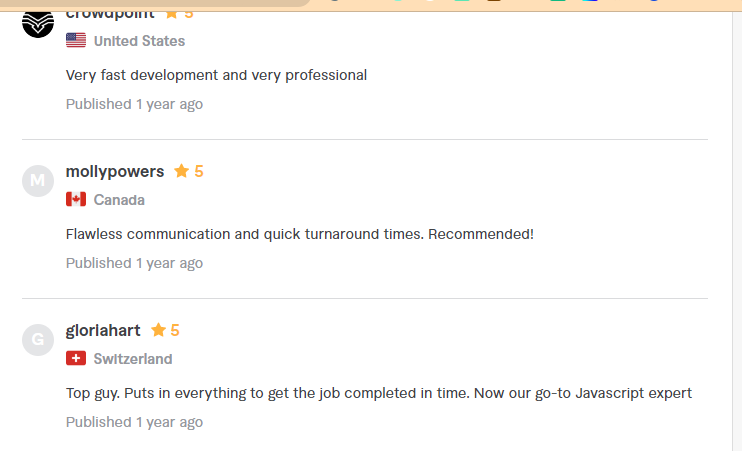 crowdpoint 5
United States
Very fast development and very professional
Published 1 year ago
M
mollypowers 5
Canada
Flawless communication and quick turnaround times. Recommended!
Published 1 year ago
G
gloriahart 5
Switzerland
Top guy. Puts in everything to get the job completed in time. Now our go-to Javascript expert
Published 1 year ago